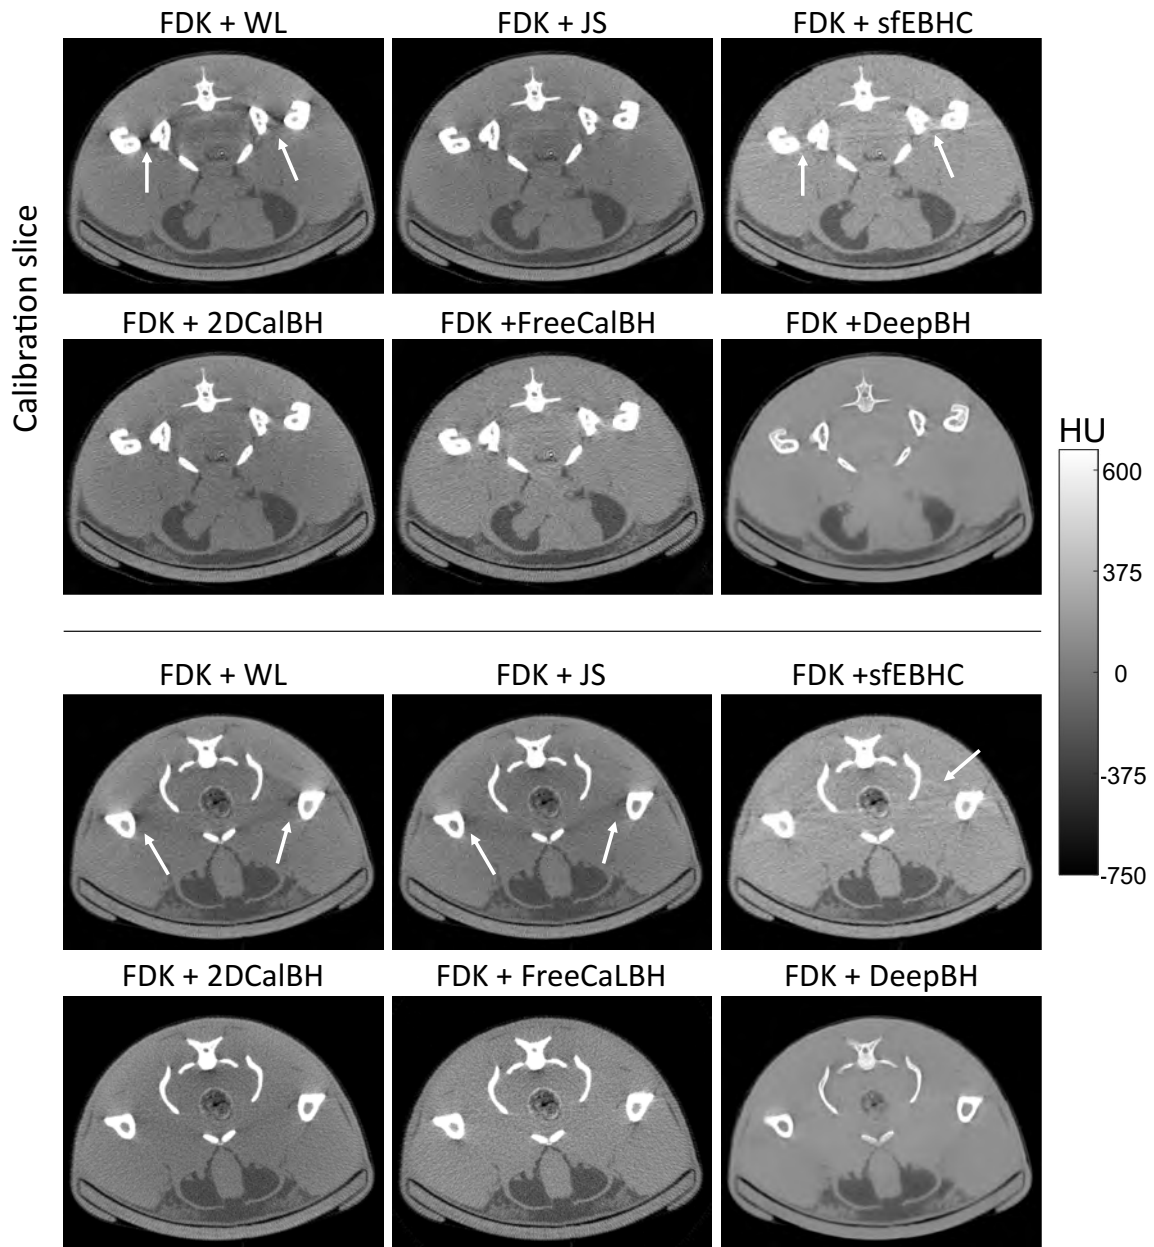 FDK + WL
FDK + JS
FDK + sfEBHC
Calibration slice
FDK + 2DCalBH
FDK +FreeCalBH
FDK +DeepBH
HU
600
375
0
-375
-750
FDK + WL
FDK + JS
FDK +sfEBHC
FDK + 2DCalBH
FDK + FreeCaLBH
FDK + DeepBH